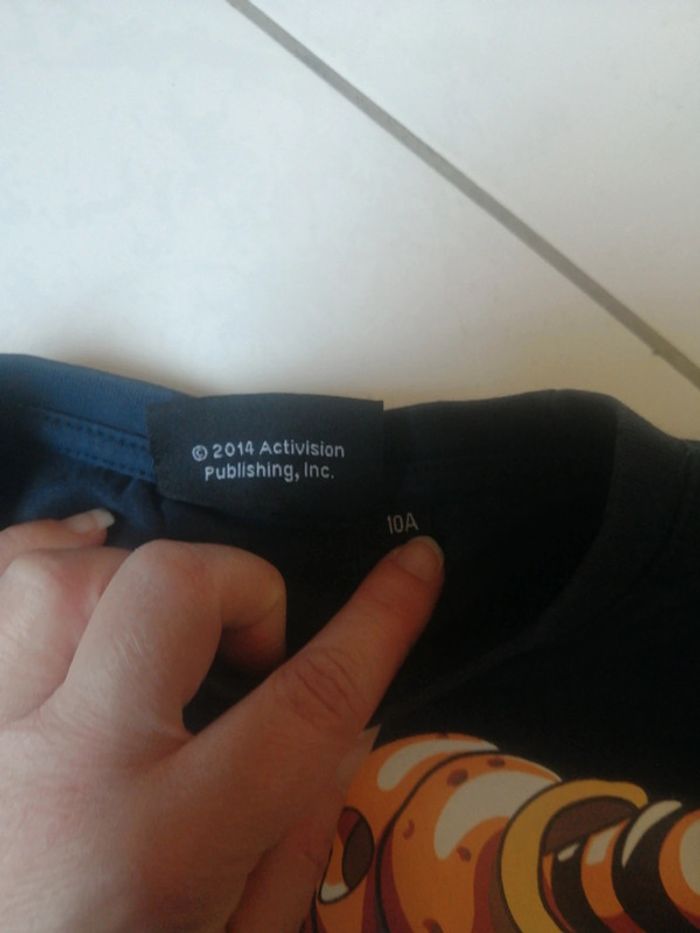 © 2014 Activision
Publishing, Inc.
10A